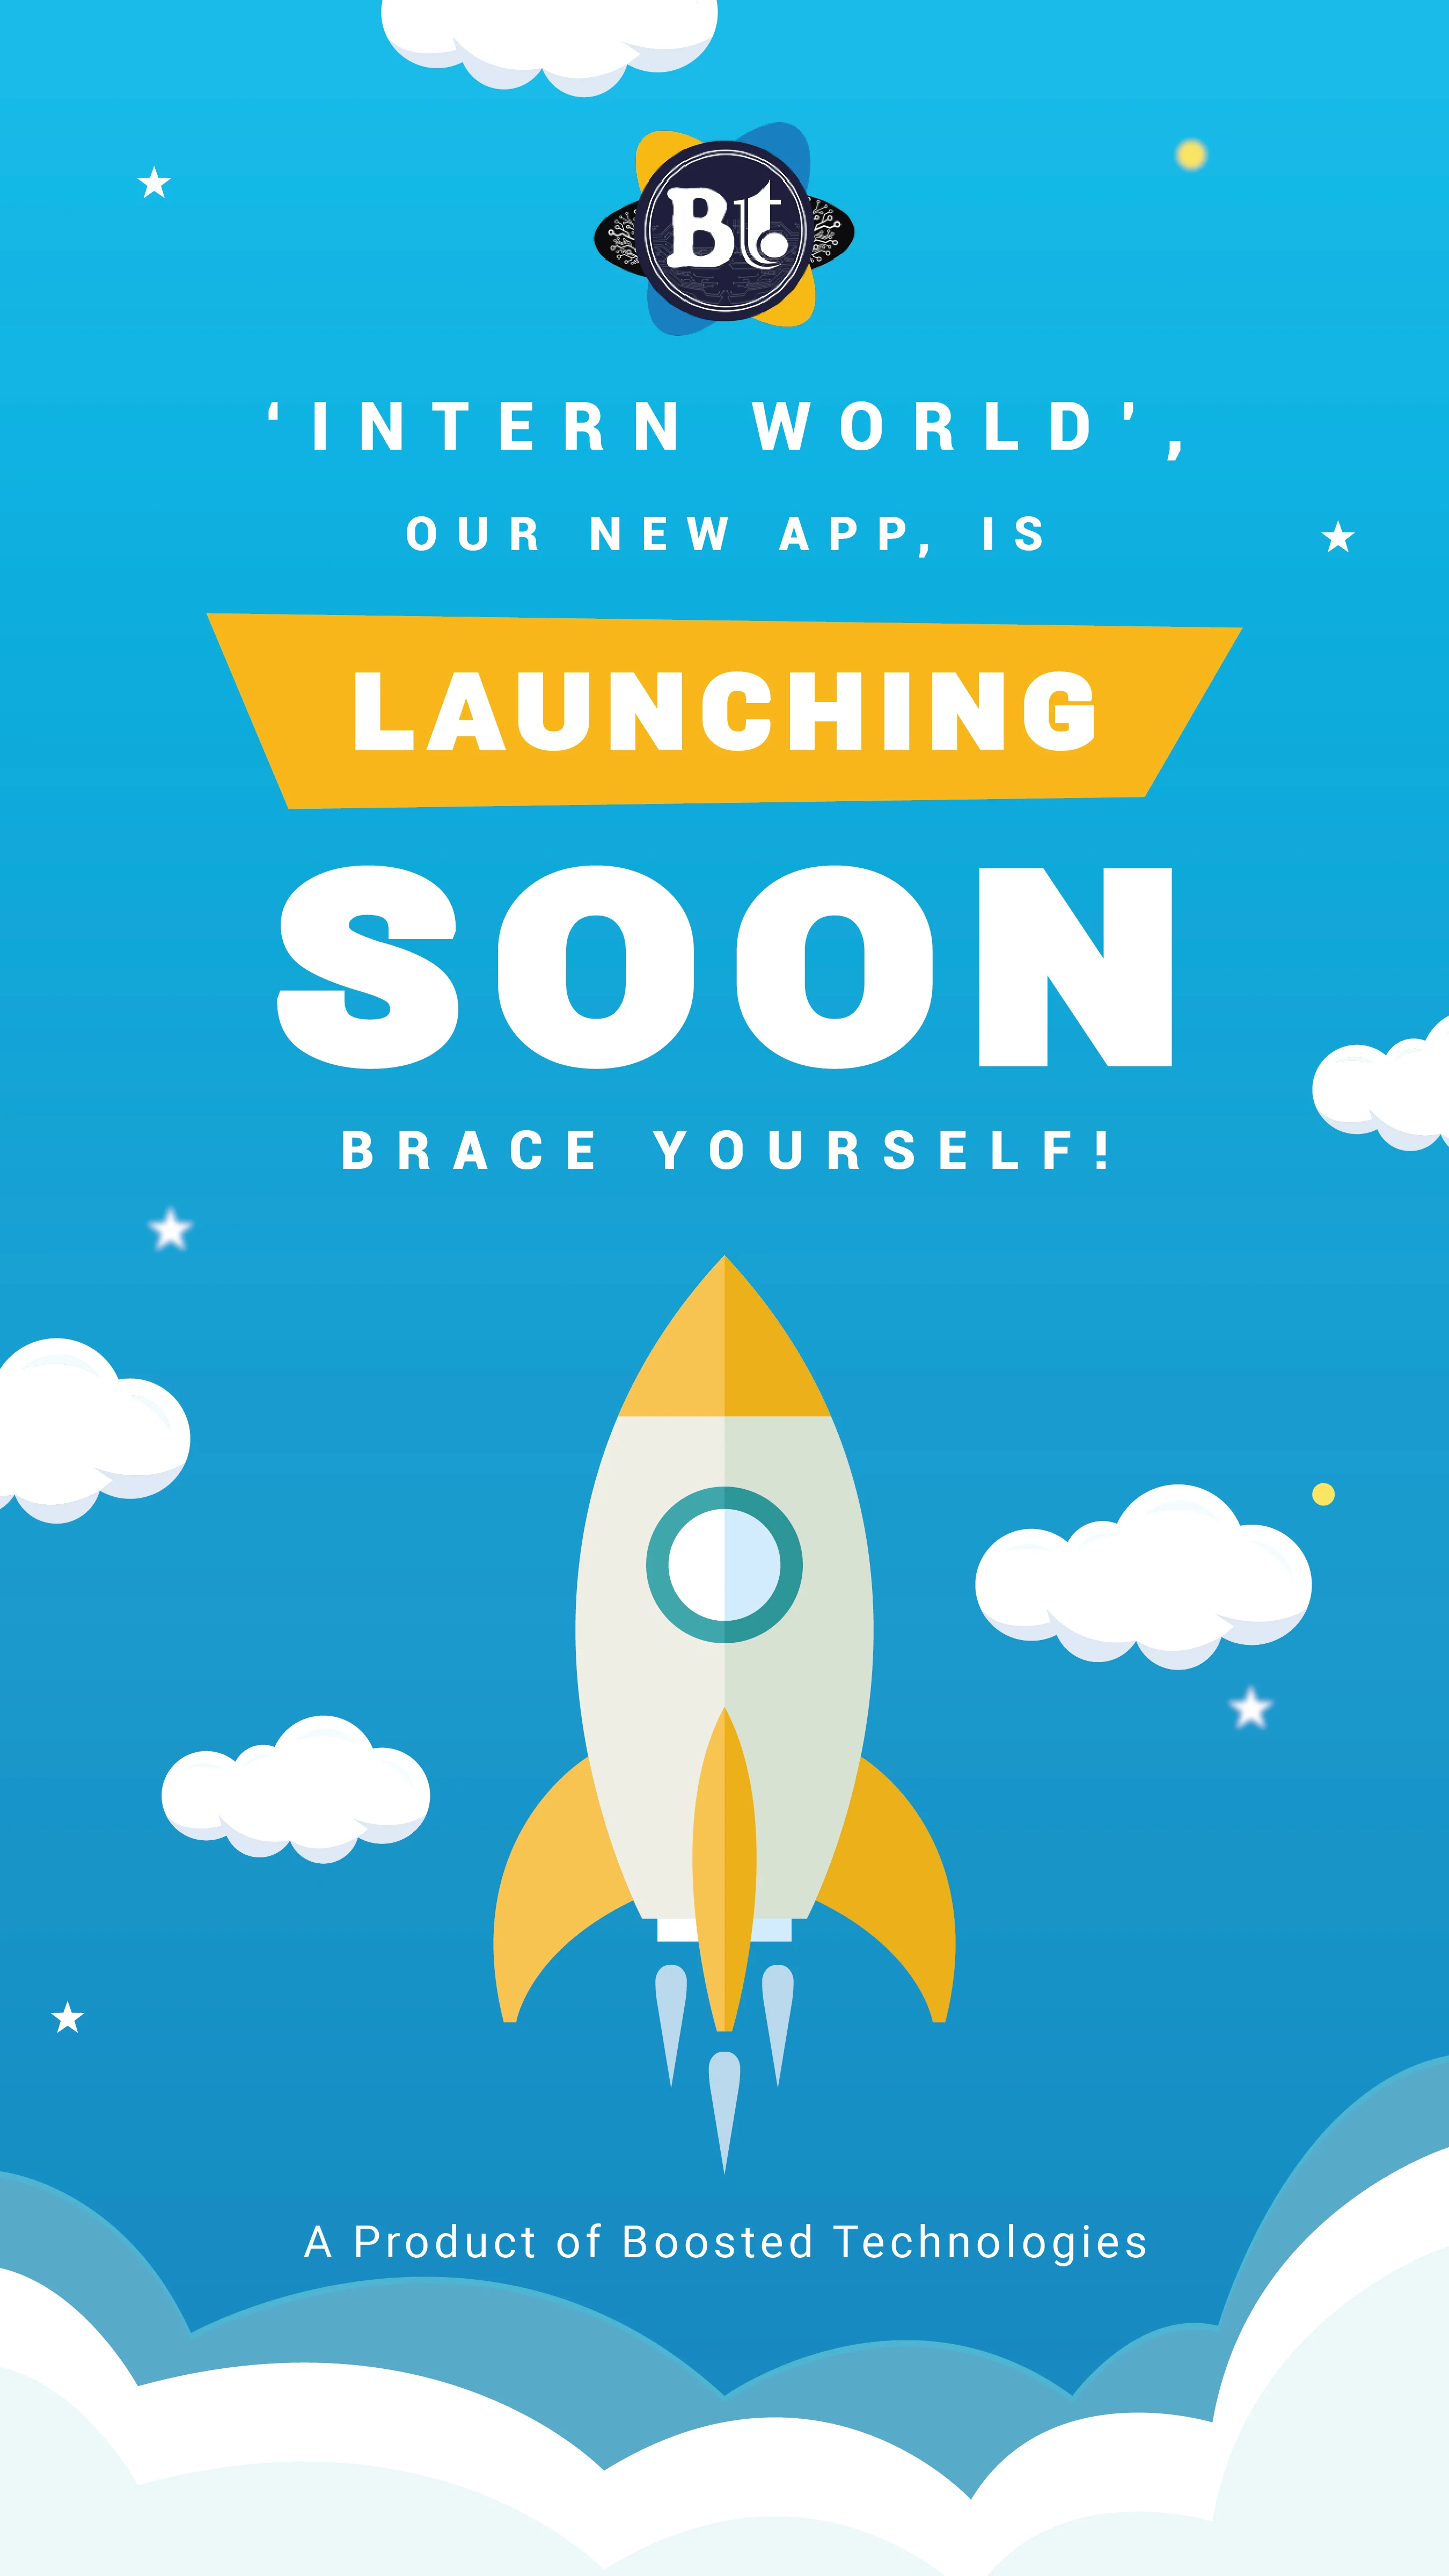 Bt
‘INTERN WORLD’,
OUR NEW APP, IS
LAUNCHING
SOON
BRACE YOURSELF!
A Product of Boosted Technologies